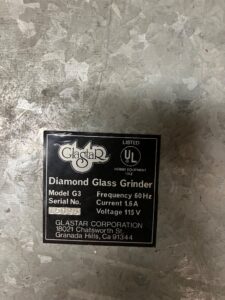 GlastaR
LISTED
UL
Diamond Glass Grinder
Model G3 Frequency 60 Hz
Serial No. Current 1.6 A
Voltage 115 V
GLASTAR CORPORATION
18021 Chatsworth St.
Granada Hills, Ca 91344